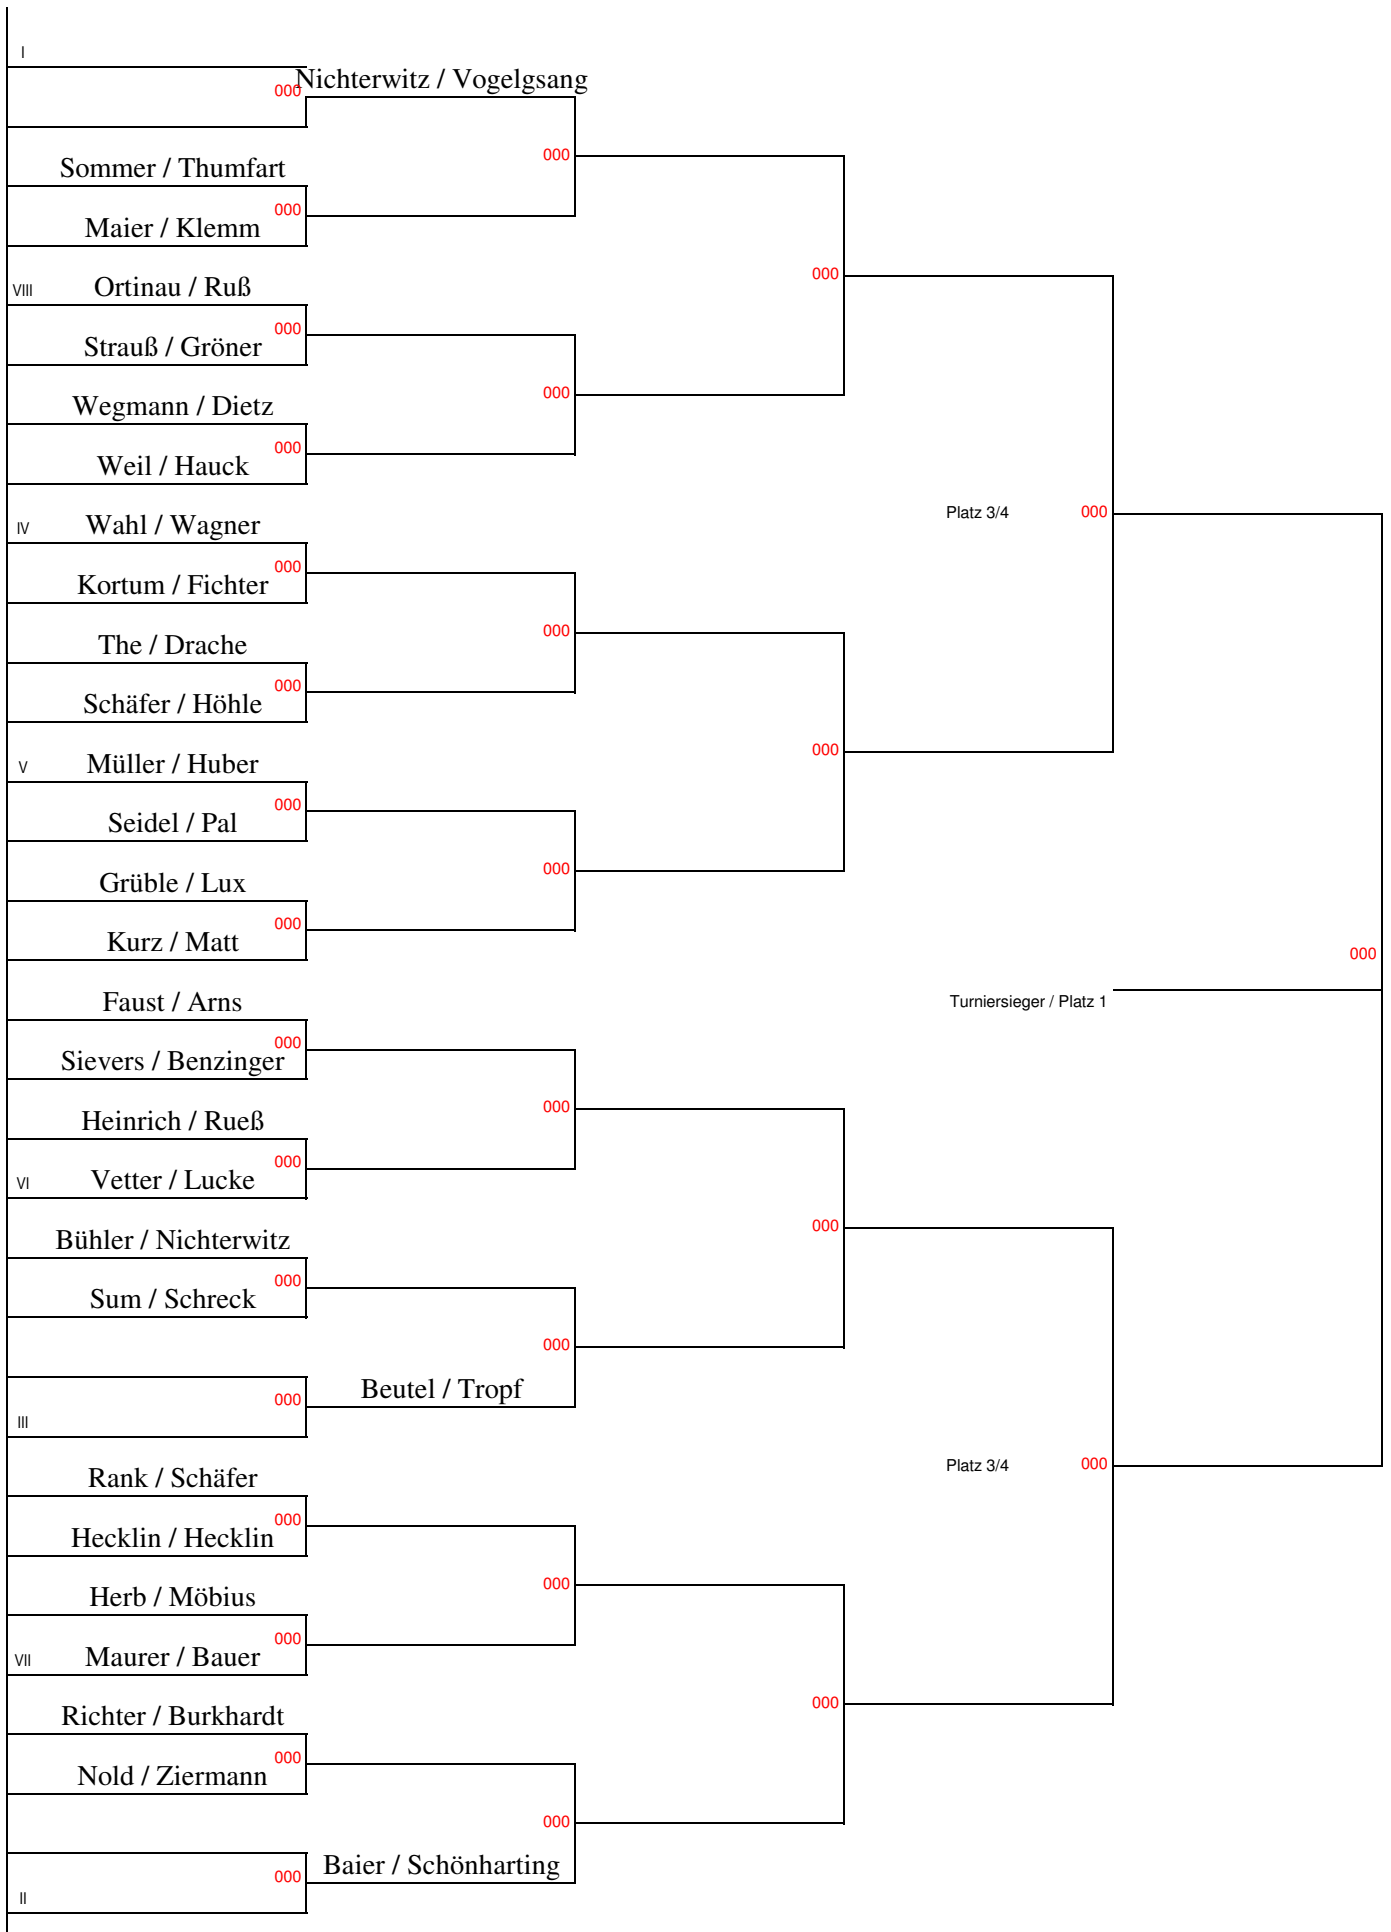 I
Nichterwitz / Vogelgsang
000
Sommer / Thumfart
000
000
Maier / Klemm
000
VIII Ortinau / Ruß
000
Strauß / Gröner
000
Wegmann / Dietz
000
Weil / Hauck
IV Wahl / Wagner
Platz 3/4 000
000
Kortum / Fichter
000
The / Drache
000
Schäfer / Höhle
000
V Müller / Huber
000
Seidel / Pal
000
Grüble / Lux
000
Kurz / Matt
000
Faust / Arns
Turniersieger / Platz 1
000
Sievers / Benzinger
000
Heinrich / Rueß
000
VI Vetter / Lucke
000
Bühler / Nichterwitz
000
Sum / Schreck
000
Beutel / Tropf
000
III
Rank / Schäfer
Platz 3/4 000
000
Hecklin / Hecklin
000
Herb / Möbius
000
VII Maurer / Bauer
000
Richter / Burkhardt
000
Nold / Ziermann
000
Baier / Schönharting
000
II